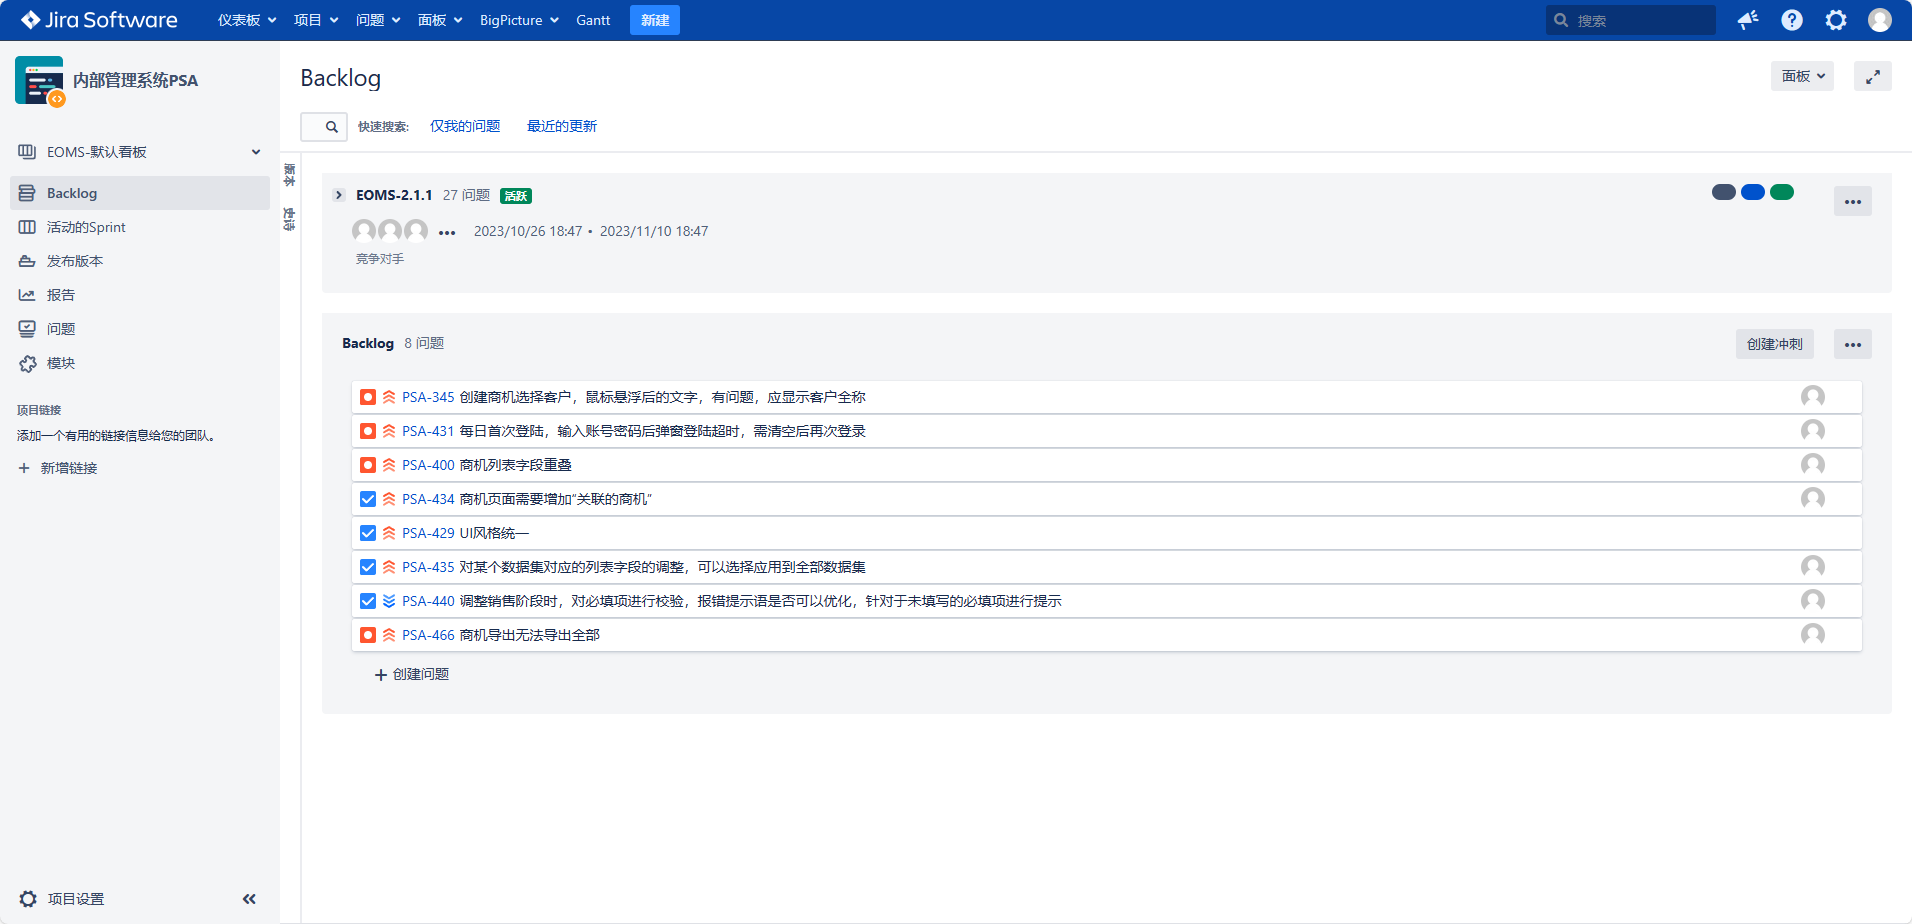 Jira Software 仪表板 项目 问题 面板 BigPicture Gantt 新建 搜索
内部管理系统PSA
EOMS-默认看板
Backlog
活动的Sprint
发布版本
报告
问题
模块
项目链接
添加一个有用的链接信息给您的团队。
新增链接
项目设置
Backlog
面板
快速搜索: 仅我的问题 最近的更新
版本
史诗
EOMS-2.1.1 27 问题 活跃
2023/10/26 18:47 • 2023/11/10 18:47
竞争对手
Backlog 8 问题
创建冲刺
PSA-345 创建商机选择客户，鼠标悬浮后的文字，有问题，应显示客户全称
PSA-431 每日首次登陆，输入账号密码后弹窗登陆超时，需清空后再次登录
PSA-400 商机列表字段重叠
PSA-434 商机页面需要增加“关联的商机”
PSA-429 UI风格统一
PSA-435 对某个数据集对应的列表字段的调整，可以选择应用到全部数据集
PSA-440 调整销售阶段时，对必填项进行校验，报错提示语是否可以优化，针对于未填写的必填项进行提示
PSA-466 商机导出无法导出全部
创建问题